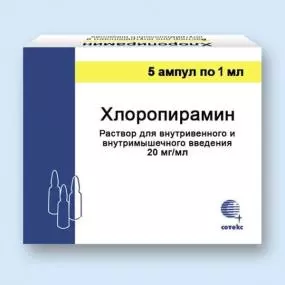 5 ампул по 1 мл
Хлоропирамин
Раствор для внутривенного и
внутримышечного введения
20 мг/мл
сотекс